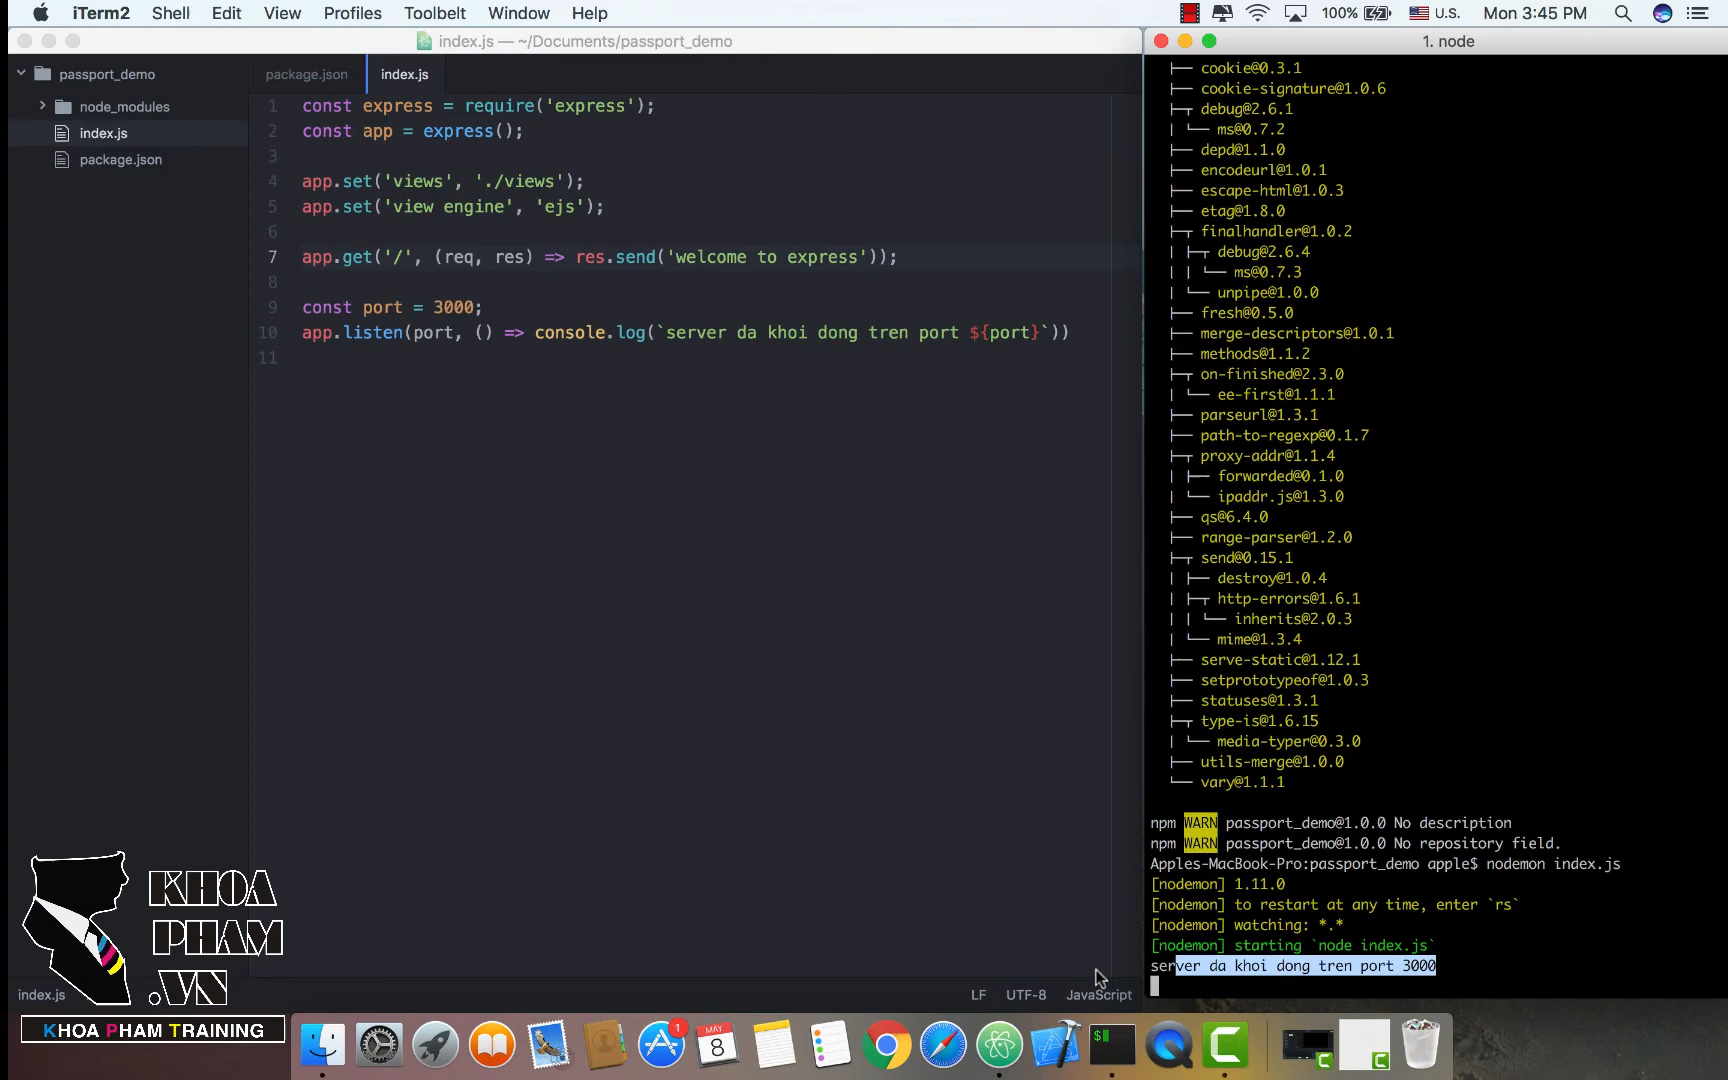 iTerm2 Shell Edit View Profiles Toolbelt Window Help
100% U.S. Mon 3:45 PM
index.js — ~/Documents/passport_demo
passport_demo
node_modules
index.js
package.json
package.json index.js
1 const express = require('express');
2 const app = express();
3
4 app.set('views', './views');
5 app.set('view engine', 'ejs');
6
7 app.get('/', (req, res) => res.send('welcome to express'));
8
9 const port = 3000;
10 app.listen(port, () => console.log(`server da khoi dong tren port ${port}`))
11
index.js
LF UTF-8 JavaScript
1. node
├── cookie@0.3.1
├── cookie-signature@1.0.6
├─┬ debug@2.6.1
│ └── ms@0.7.2
├── depd@1.1.0
├── encodeurl@1.0.1
├── escape-html@1.0.3
├── etag@1.8.0
├─┬ finalhandler@1.0.2
│ ├─┬ debug@2.6.4
│ │ └── ms@0.7.3
│ └── unpipe@1.0.0
├── fresh@0.5.0
├── merge-descriptors@1.0.1
├── methods@1.1.2
├─┬ on-finished@2.3.0
│ └── ee-first@1.1.1
├── parseurl@1.3.1
├── path-to-regexp@0.1.7
├─┬ proxy-addr@1.1.4
│ ├── forwarded@0.1.0
│ └── ipaddr.js@1.3.0
├── qs@6.4.0
├── range-parser@1.2.0
├─┬ send@0.15.1
│ ├── destroy@1.0.4
│ ├─┬ http-errors@1.6.1
│ │ └── inherits@2.0.3
│ └── mime@1.3.4
├── serve-static@1.12.1
├── setprototypeof@1.0.3
├── statuses@1.3.1
├─┬ type-is@1.6.15
│ └── media-typer@0.3.0
├── utils-merge@1.0.0
└── vary@1.1.1
npm WARN passport_demo@1.0.0 No description
npm WARN passport_demo@1.0.0 No repository field.
Apples-MacBook-Pro:passport_demo apple$ nodemon index.js
[nodemon] 1.11.0
[nodemon] to restart at any time, enter `rs`
[nodemon] watching: *.*
[nodemon] starting `node index.js`
server da khoi dong tren port 3000
KHOA
PHAM
.VN
KHOA PHAM TRAINING
1
MAY
8